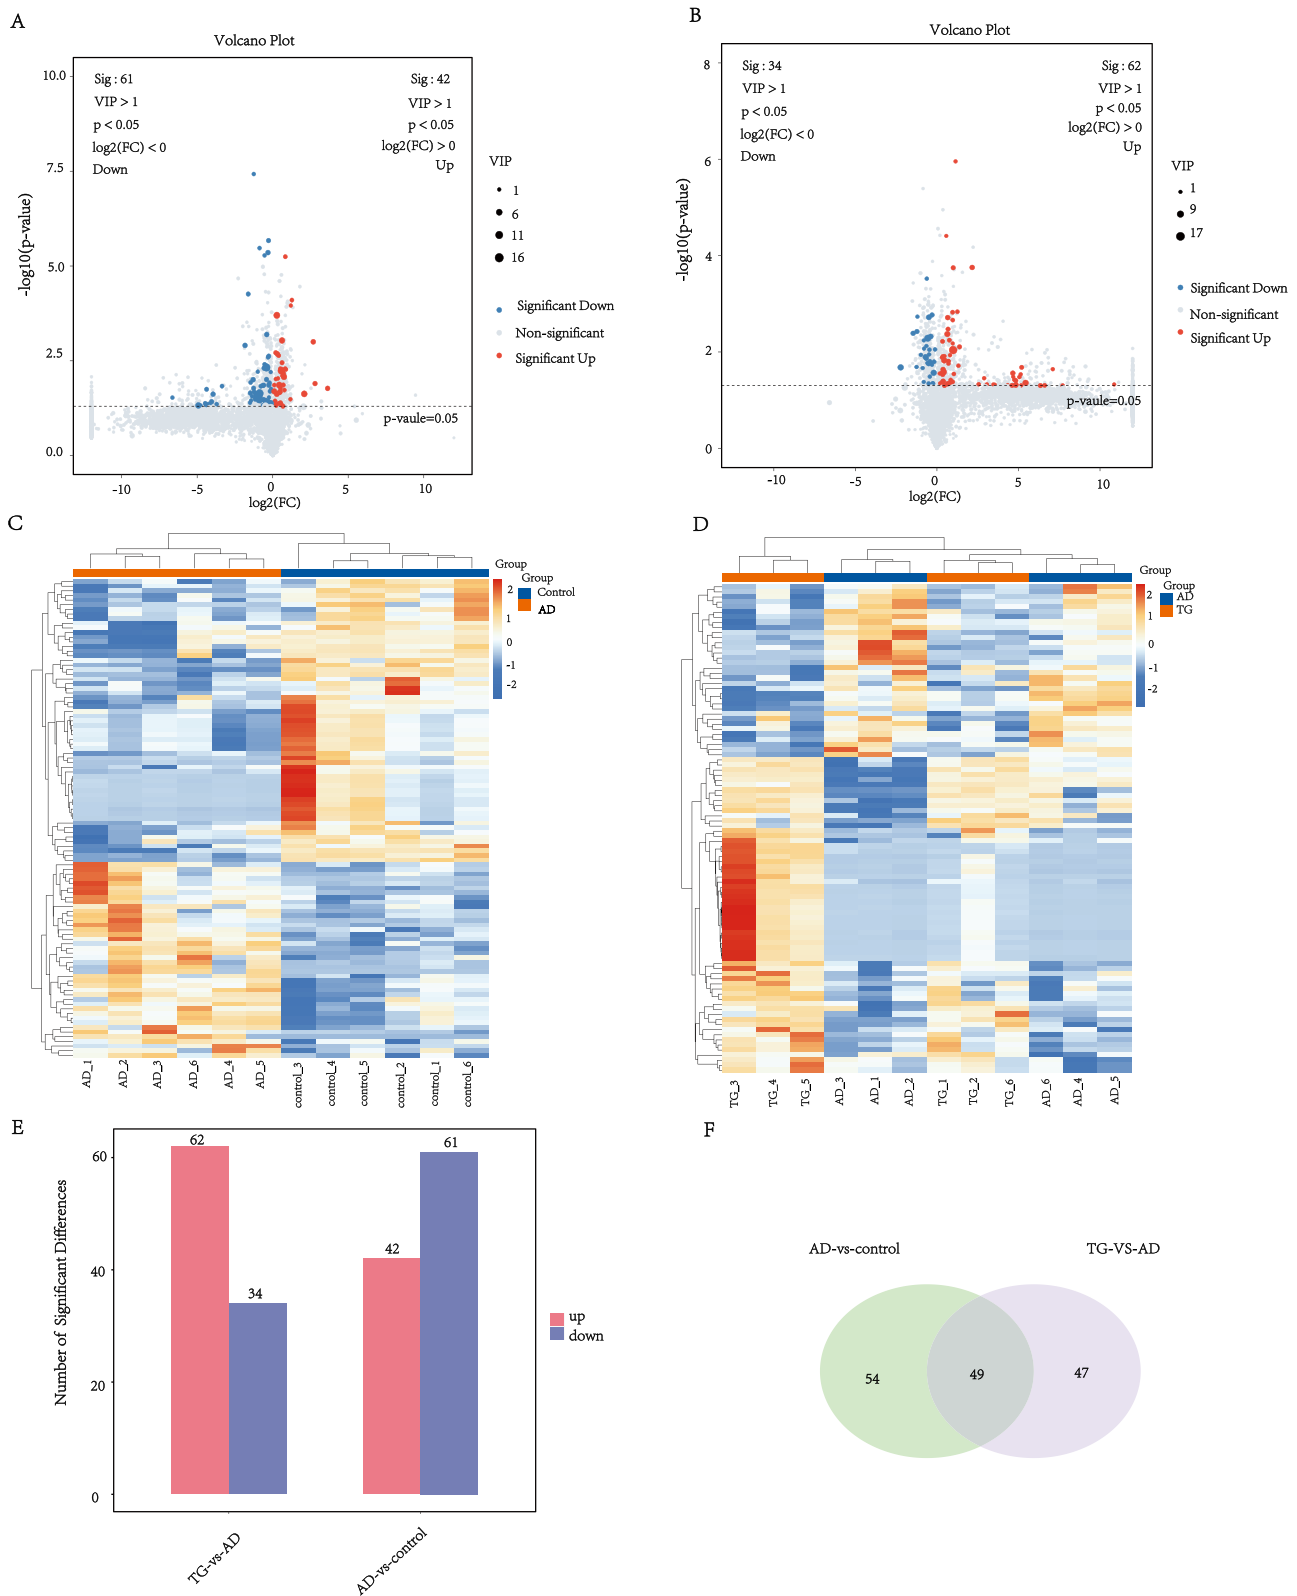 A
Volcano Plot
Sig : 61
VIP > 1
p < 0.05
log2(FC) < 0
Down
Sig : 42
VIP > 1
p < 0.05
log2(FC) > 0
Up
10.0
7.5
5.0
2.5
0.0
-log10(p-value)
p-vaule=0.05
-10
-5
0
5
10
log2(FC)
VIP
1
6
11
16
Significant Down
Non-significant
Significant Up
B
Volcano Plot
Sig : 34
VIP > 1
p < 0.05
log2(FC) < 0
Down
Sig : 62
VIP > 1
p < 0.05
log2(FC) > 0
Up
8
6
4
2
0
-log10(p-value)
p-vaule=0.05
-10
-5
0
5
10
log2(FC)
VIP
1
9
17
Significant Down
Non-significant
Significant Up
C
Group
Group
Control
AD
2
1
0
-1
-2
AD_1
AD_2
AD_3
AD_6
AD_4
AD_5
control_3
control_4
control_5
control_2
control_1
control_6
D
Group
Group
AD
TG
2
1
0
-1
-2
TG_3
TG_4
TG_5
AD_3
AD_1
AD_2
TG_1
TG_2
TG_6
AD_6
AD_4
AD_5
E
Number of Significant Differences
60
40
20
0
62
34
42
61
TG-vs-AD
AD-vs-control
up
down
F
AD-vs-control
TG-VS-AD
54
49
47